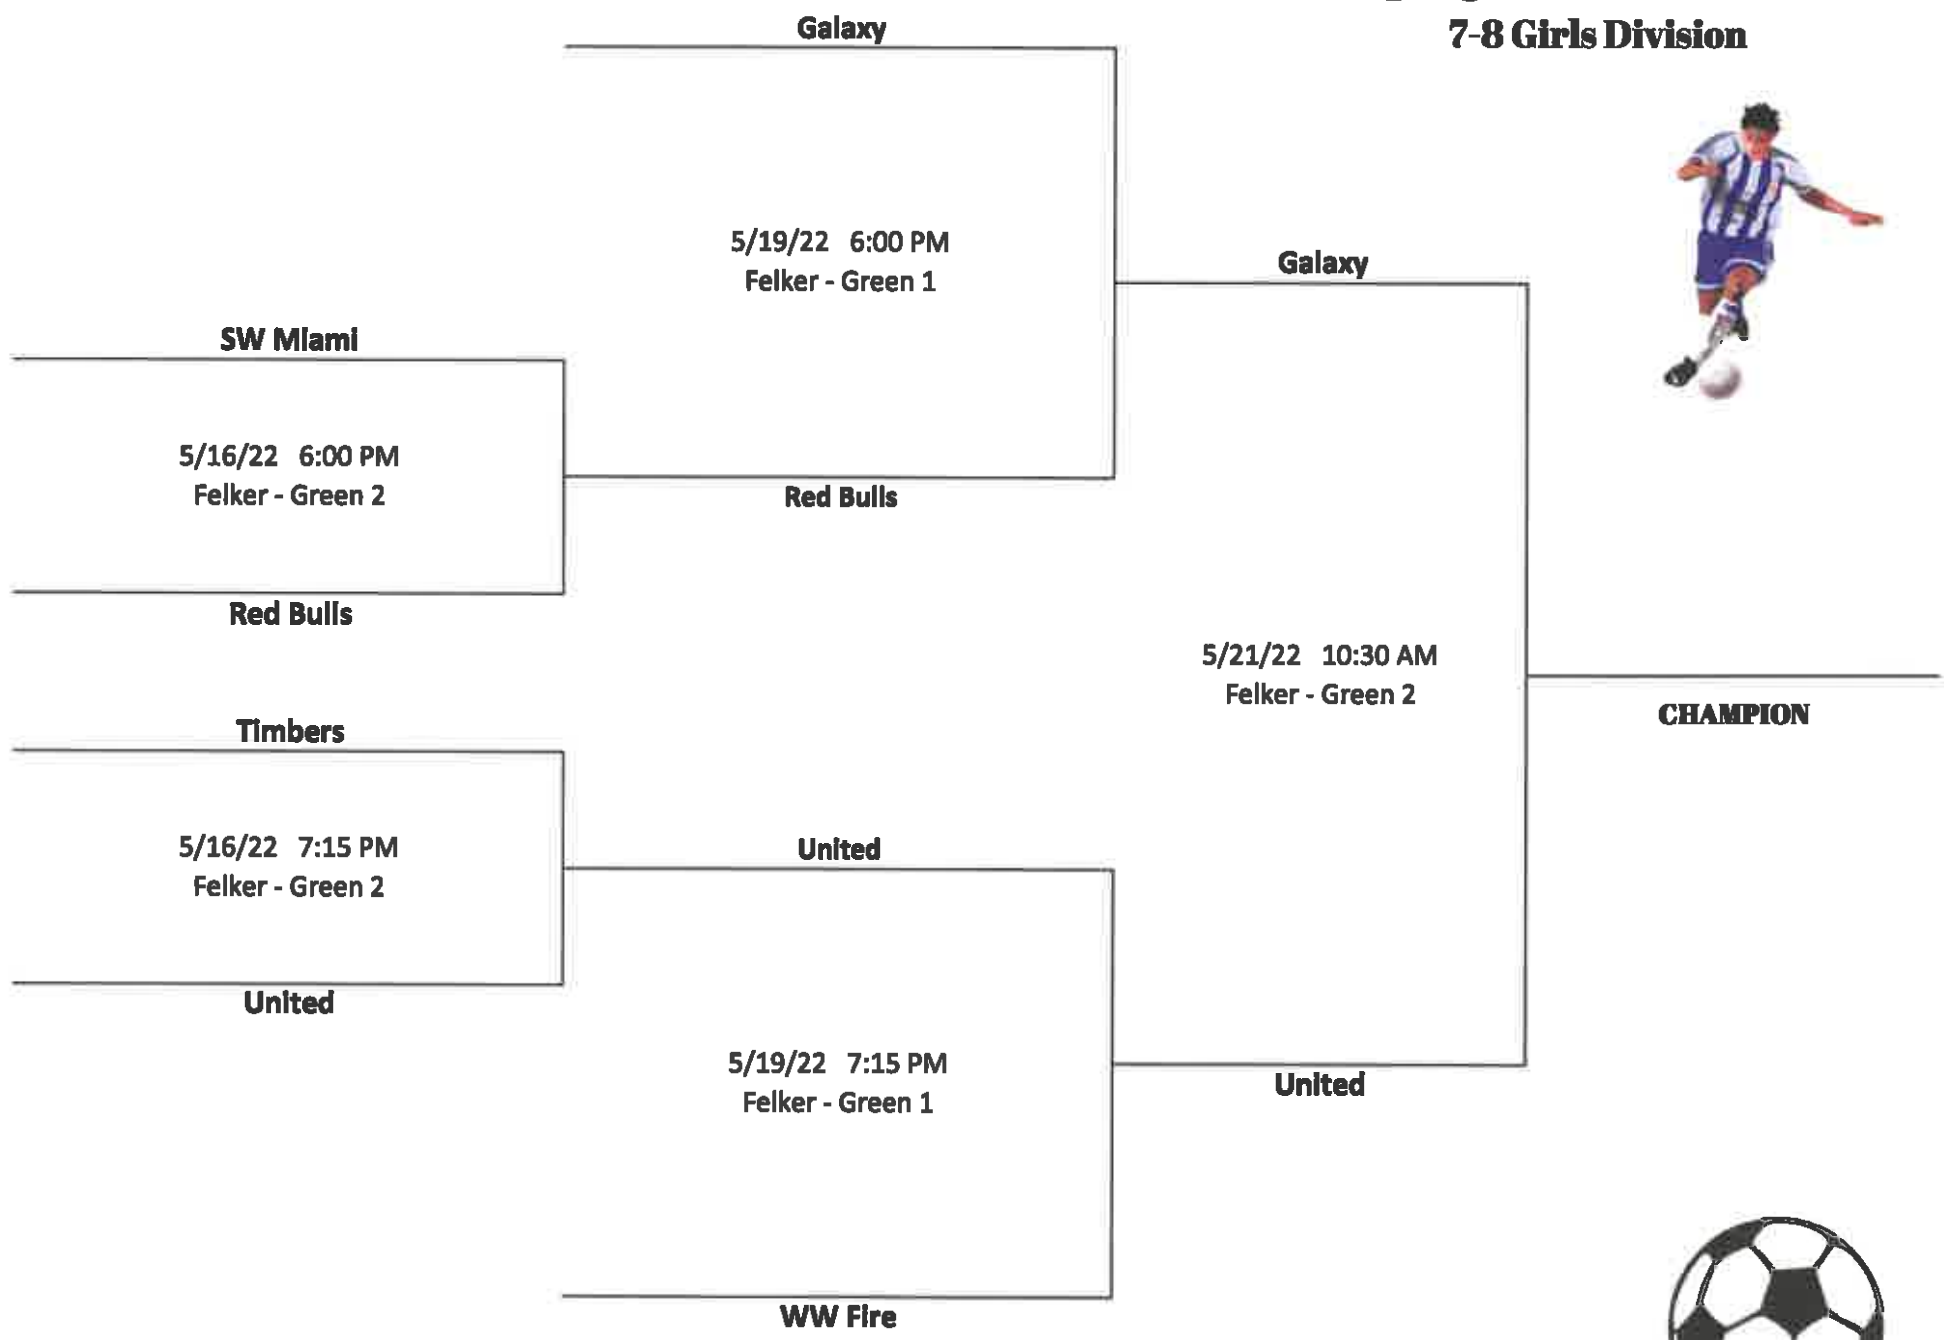 7-8 Girls Division
Galaxy
5/19/22 6:00 PM
Felker - Green 1
Galaxy
SW Miami
5/16/22 6:00 PM
Felker - Green 2
Red Bulls
Red Bulls
5/21/22 10:30 AM
Felker - Green 2
CHAMPION
Timbers
5/16/22 7:15 PM
Felker - Green 2
United
United
5/19/22 7:15 PM
Felker - Green 1
United
WW Fire